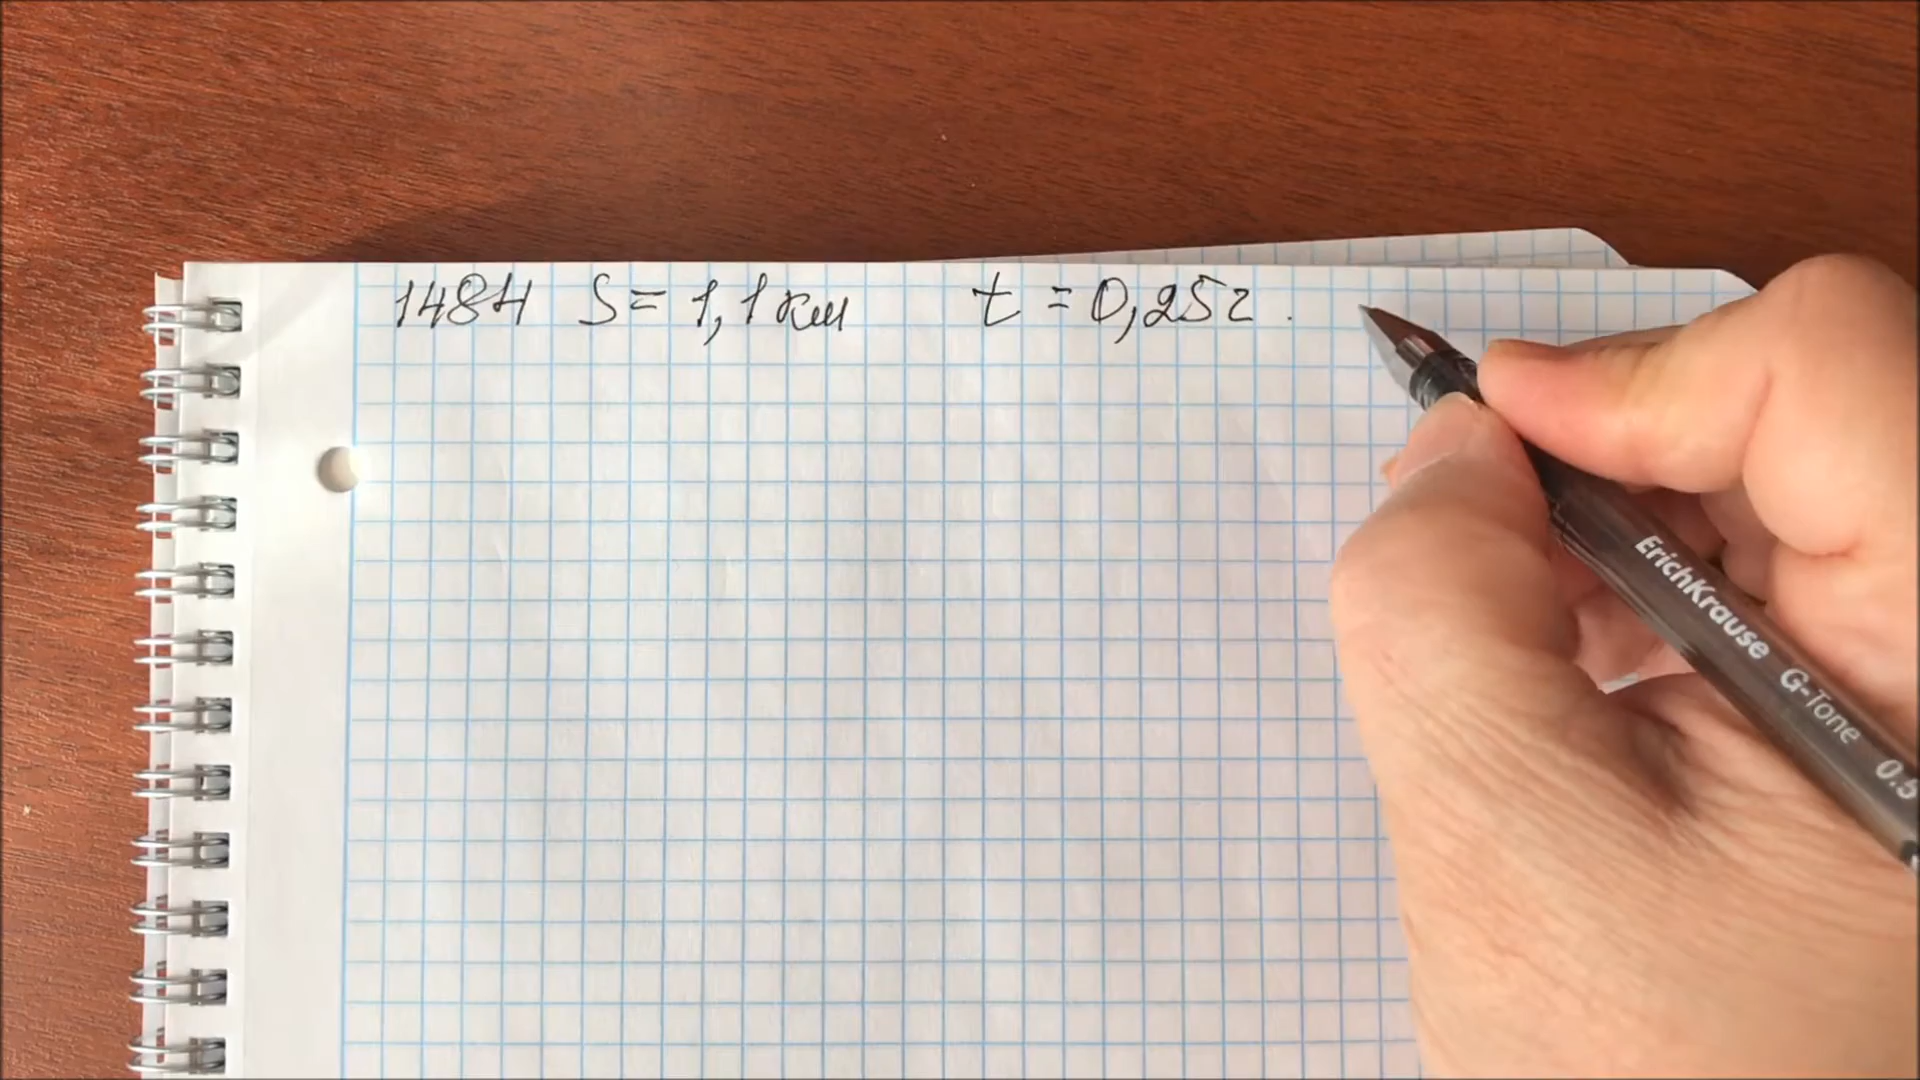 1484 S = 1,1 км t = 0,25 г.
ErichKrause G-Tone 0.5